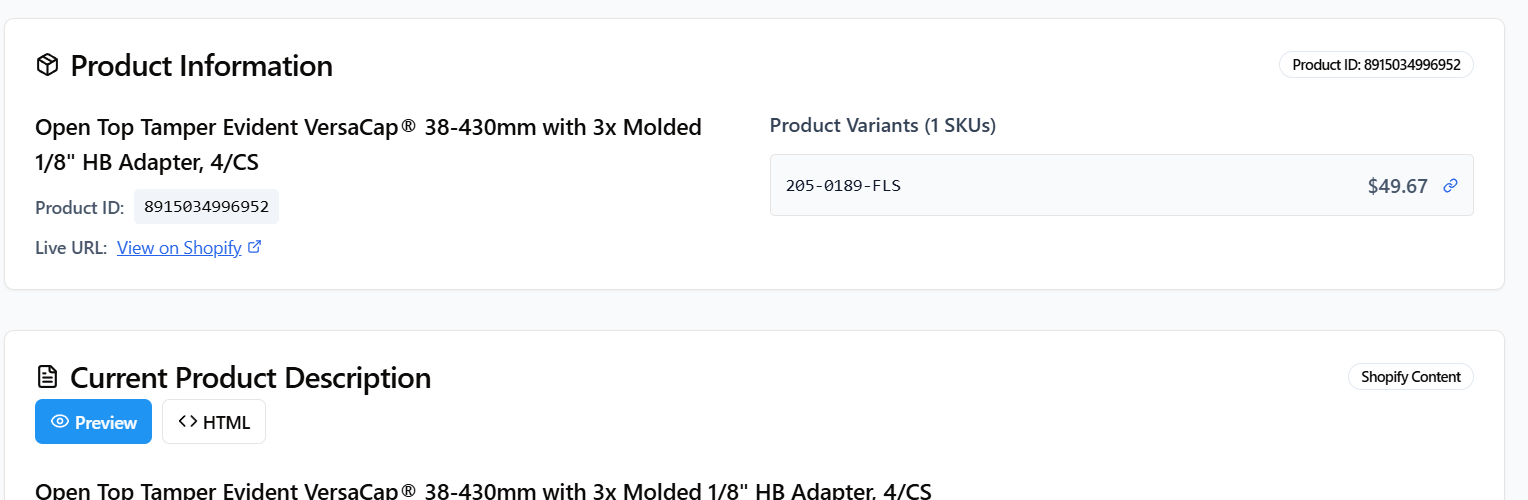 Product Information
Product ID: 8915034996952
Open Top Tamper Evident VersaCap® 38-430mm with 3x Molded
1/8" HB Adapter, 4/CS
Product ID: 8915034996952
Live URL: View on Shopify
Product Variants (1 SKUs)
205-0189-FLS $49.67
Current Product Description
Shopify Content
Preview <> HTML
Open Top Tamper Evident VersaCap® 38-430mm with 3x Molded 1/8" HB Adapter, 4/CS